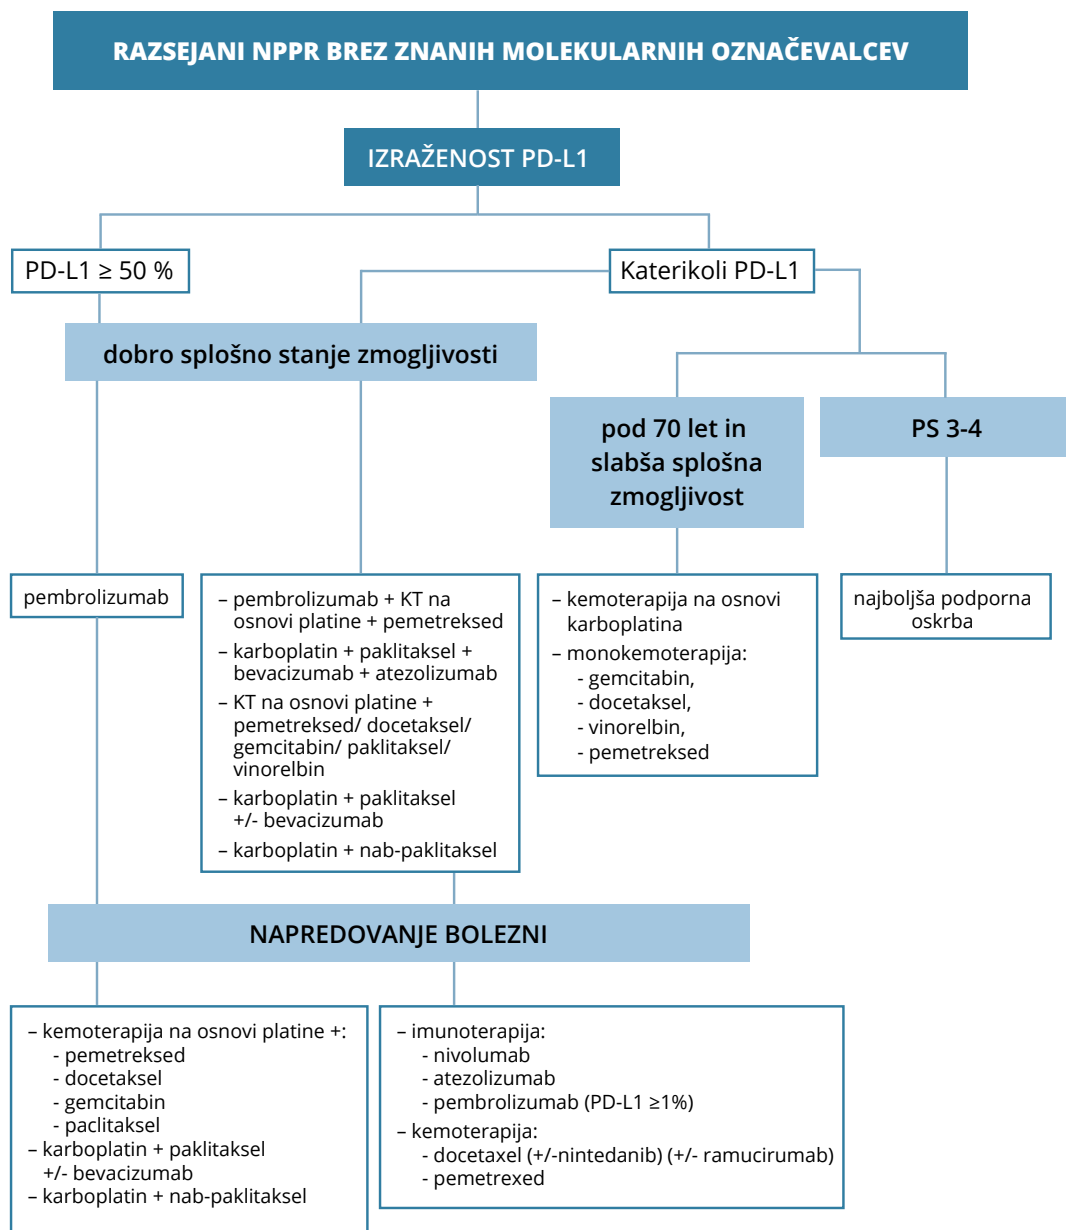 RAZSEJANI NPPR BREZ ZNANIH MOLEKULARNIH OZNAČEVALCEV
IZRAŽENOST PD-L1
PD-L1 ≥ 50 %
Katerikoli PD-L1
dobro splošno stanje zmogljivosti
pod 70 let in
slabša splošna
zmogljivost
PS 3-4
pembrolizumab
– pembrolizumab + KT na
osnovi platine + pemetreksed
– karboplatin + paklitaksel +
bevacizumab + atezolizumab
– KT na osnovi platine +
pemetreksed/ docetaksel/
gemcitabin/ paklitaksel/
vinorelbin
– karboplatin + paklitaksel
+/- bevacizumab
– karboplatin + nab-paklitaksel
– kemoterapija na osnovi
karboplatina
– monokemoterapija:
- gemcitabin,
- docetaksel,
- vinorelbin,
- pemetreksed
najboljša podporna
oskrba
NAPREDOVANJE BOLEZNI
– kemoterapija na osnovi platine +:
- pemetreksed
- docetaksel
- gemcitabin
- paclitaksel
– karboplatin + paklitaksel
+/- bevacizumab
– karboplatin + nab-paklitaksel
– imunoterapija:
- nivolumab
- atezolizumab
- pembrolizumab (PD-L1 ≥1%)
– kemoterapija:
- docetaxel (+/-nintedanib) (+/- ramucirumab)
- pemetrexed